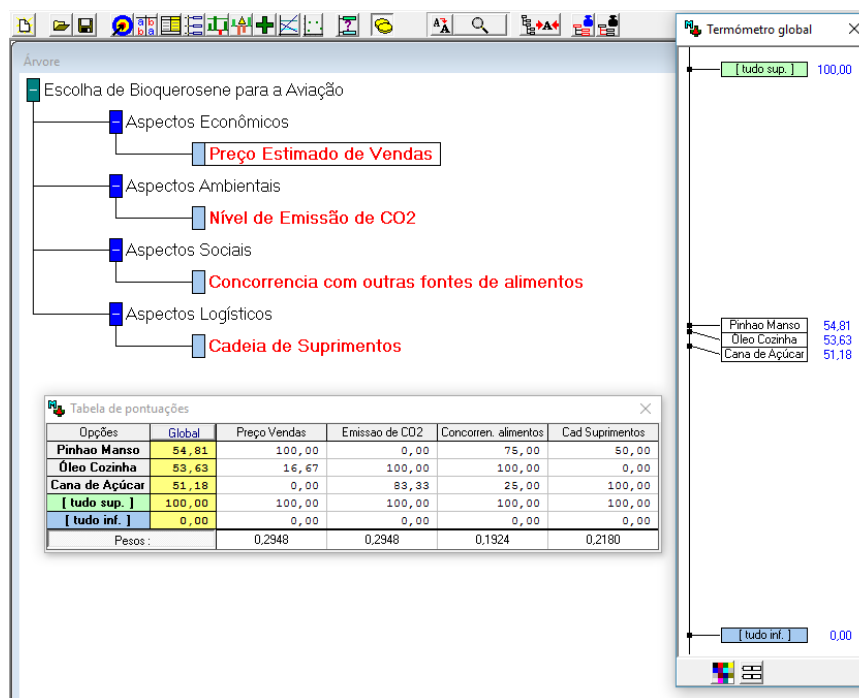 Árvore
Escolha de Bioquerosene para a Aviação
Aspectos Econômicos
Preço Estimado de Vendas
Aspectos Ambientais
Nível de Emissão de CO2
Aspectos Sociais
Concorrencia com outras fontes de alimentos
Aspectos Logísticos
Cadeia de Suprimentos
Tabela de pontuações
Opções Global Preço Vendas Emissao de CO2 Concorren. alimentos Cad Suprimentos
Pinhao Manso 54,81 100,00 0,00 75,00 50,00
Óleo Cozinha 53,63 16,67 100,00 100,00 0,00
Cana de Açúcar 51,18 0,00 83,33 25,00 100,00
[ tudo sup. ] 100,00 100,00 100,00 100,00 100,00
[ tudo inf. ] 0,00 0,00 0,00 0,00 0,00
Pesos : 0,2948 0,2948 0,1924 0,2180
Termómetro global
[ tudo sup. ] 100,00
Pinhao Manso 54,81
Óleo Cozinha 53,63
Cana de Açúcar 51,18
[ tudo inf. ] 0,00